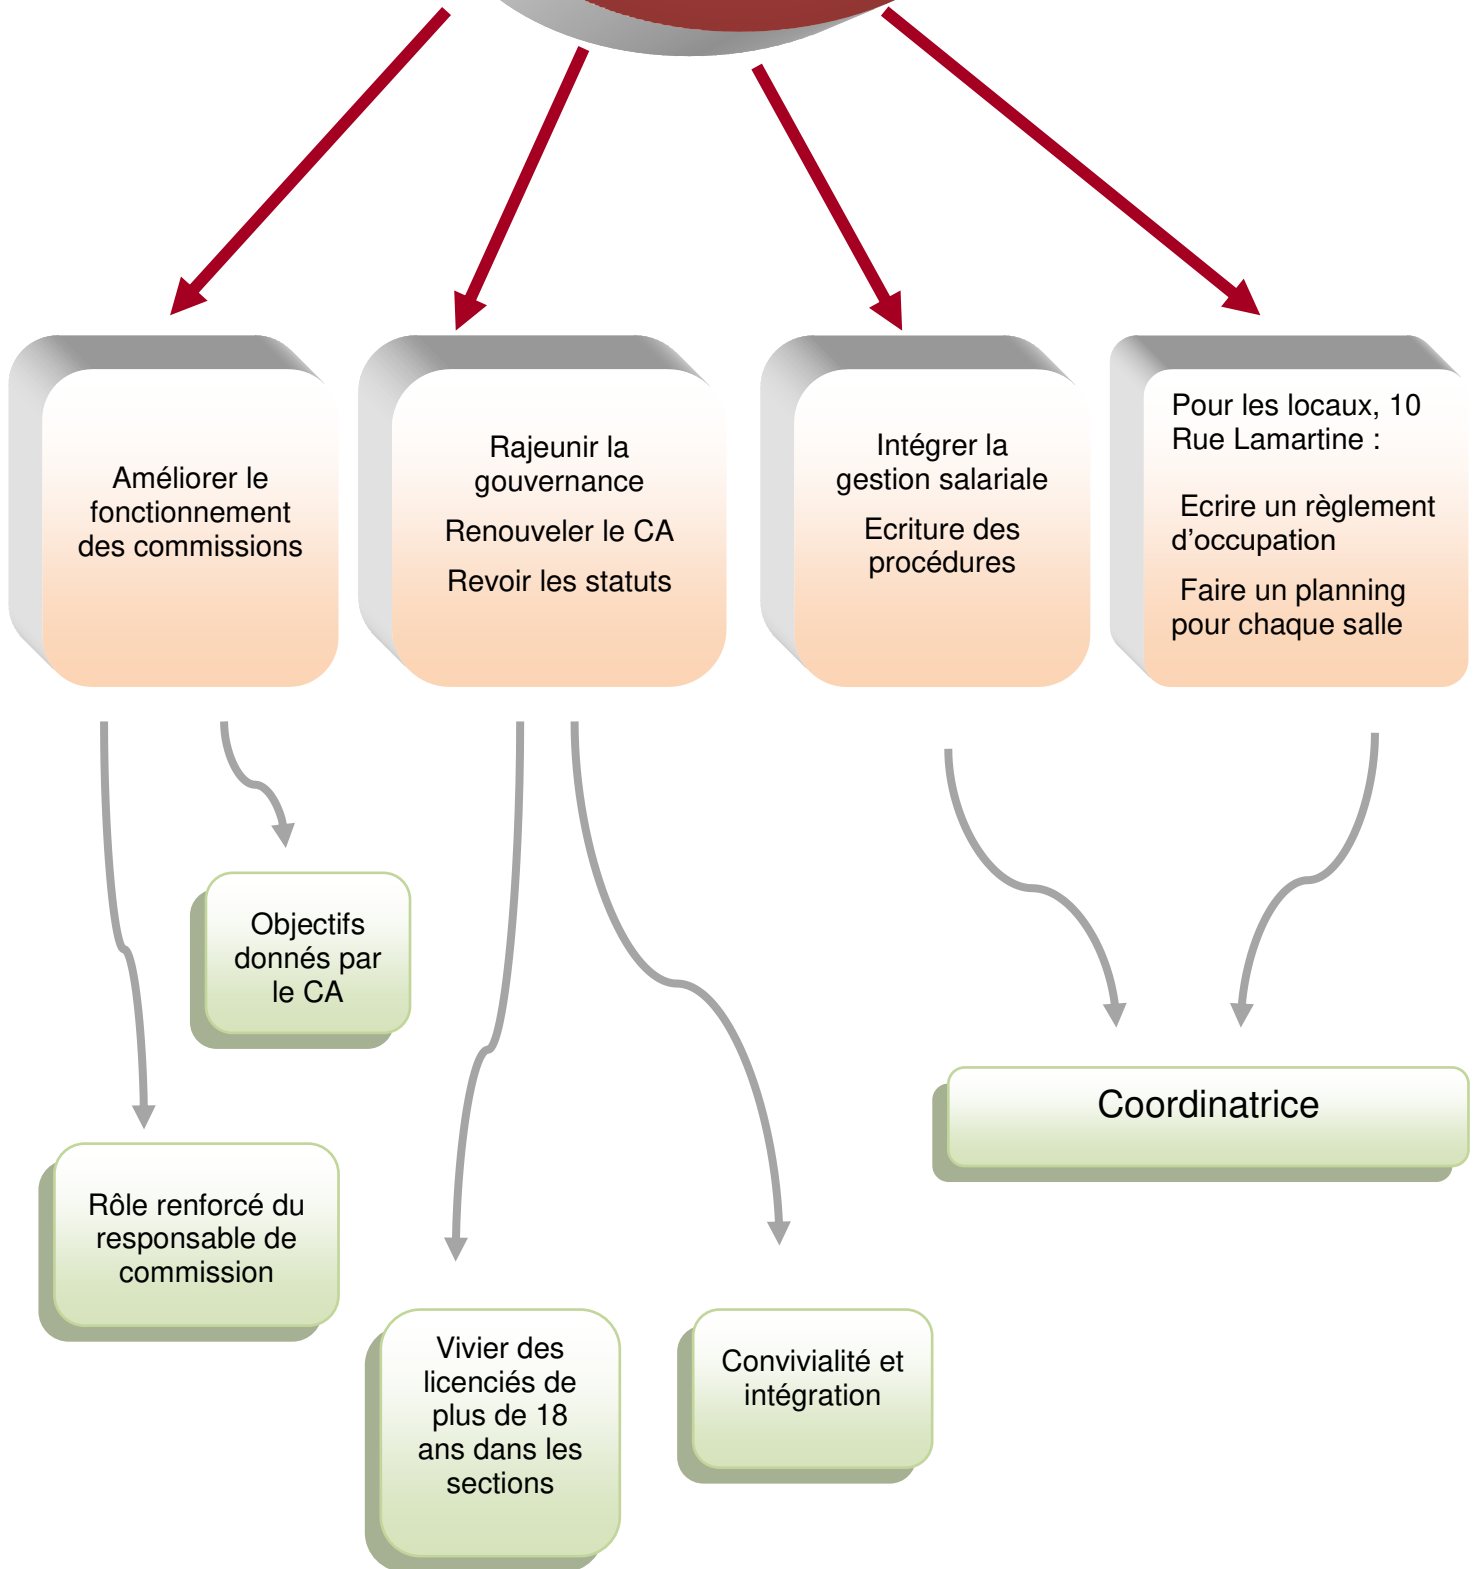 Améliorer le
fonctionnement
des commissions
Rajeunir la
gouvernance
Renouveler le CA
Revoir les statuts
Intégrer la
gestion salariale
Ecriture des
procédures
Pour les locaux, 10
Rue Lamartine :
Ecrire un règlement
d’occupation
Faire un planning
pour chaque salle
Objectifs
donnés par
le CA
Rôle renforcé du
responsable de
commission
Vivier des
licenciés de
plus de 18
ans dans les
sections
Convivialité et
intégration
Coordinatrice